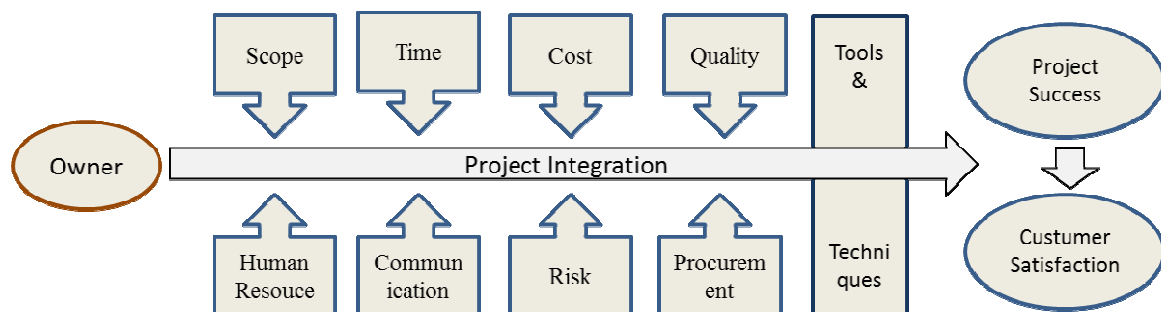 Scope
Time
Cost
Quality
Tools
&
Project
Success
Owner
Project Integration
Human
Resouce
Commun
ication
Risk
Procurem
ent
Techni
ques
Custumer
Satisfaction